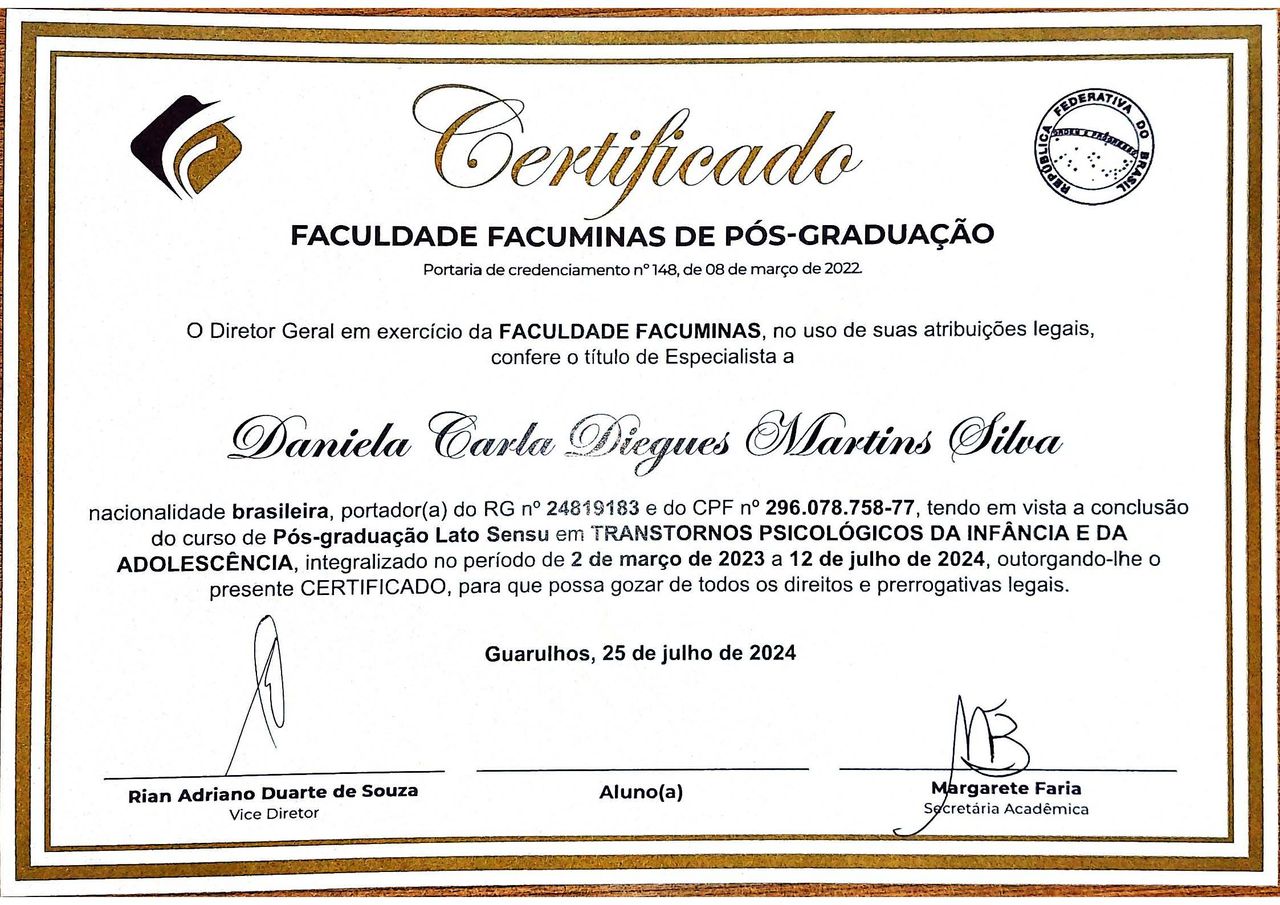 Certificado
REPÚBLICA FEDERATIVA DO BRASIL
ORDEM E PROGRESSO
FACULDADE FACUMINAS DE PÓS-GRADUAÇÃO
Portaria de credenciamento nº 148, de 08 de março de 2022.
O Diretor Geral em exercício da FACULDADE FACUMINAS, no uso de suas atribuições legais,
confere o título de Especialista a
Daniela Carla Diegues Martins Silva
nacionalidade brasileira, portador(a) do RG nº 24819183 e do CPF nº 296.078.758-77, tendo em vista a conclusão
do curso de Pós-graduação Lato Sensu em TRANSTORNOS PSICOLÓGICOS DA INFÂNCIA E DA
ADOLESCÊNCIA, integralizado no período de 2 de março de 2023 a 12 de julho de 2024, outorgando-lhe o
presente CERTIFICADO, para que possa gozar de todos os direitos e prerrogativas legais.
Guarulhos, 25 de julho de 2024
Rian Adriano Duarte de Souza
Vice Diretor
Aluno(a)
Margarete Faria
Secretária Acadêmica